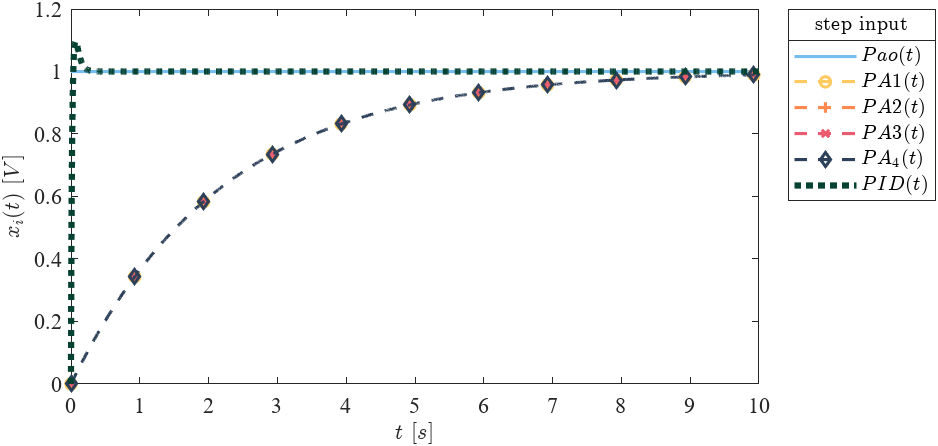 1.2
1
0.8
0.6
0.4
0.2
0
0 1 2 3 4 5 6 7 8 9 10
x_i(t) [V]
t [s]
step input
Pao(t)
PA1(t)
PA2(t)
PA3(t)
PA_4(t)
PID(t)